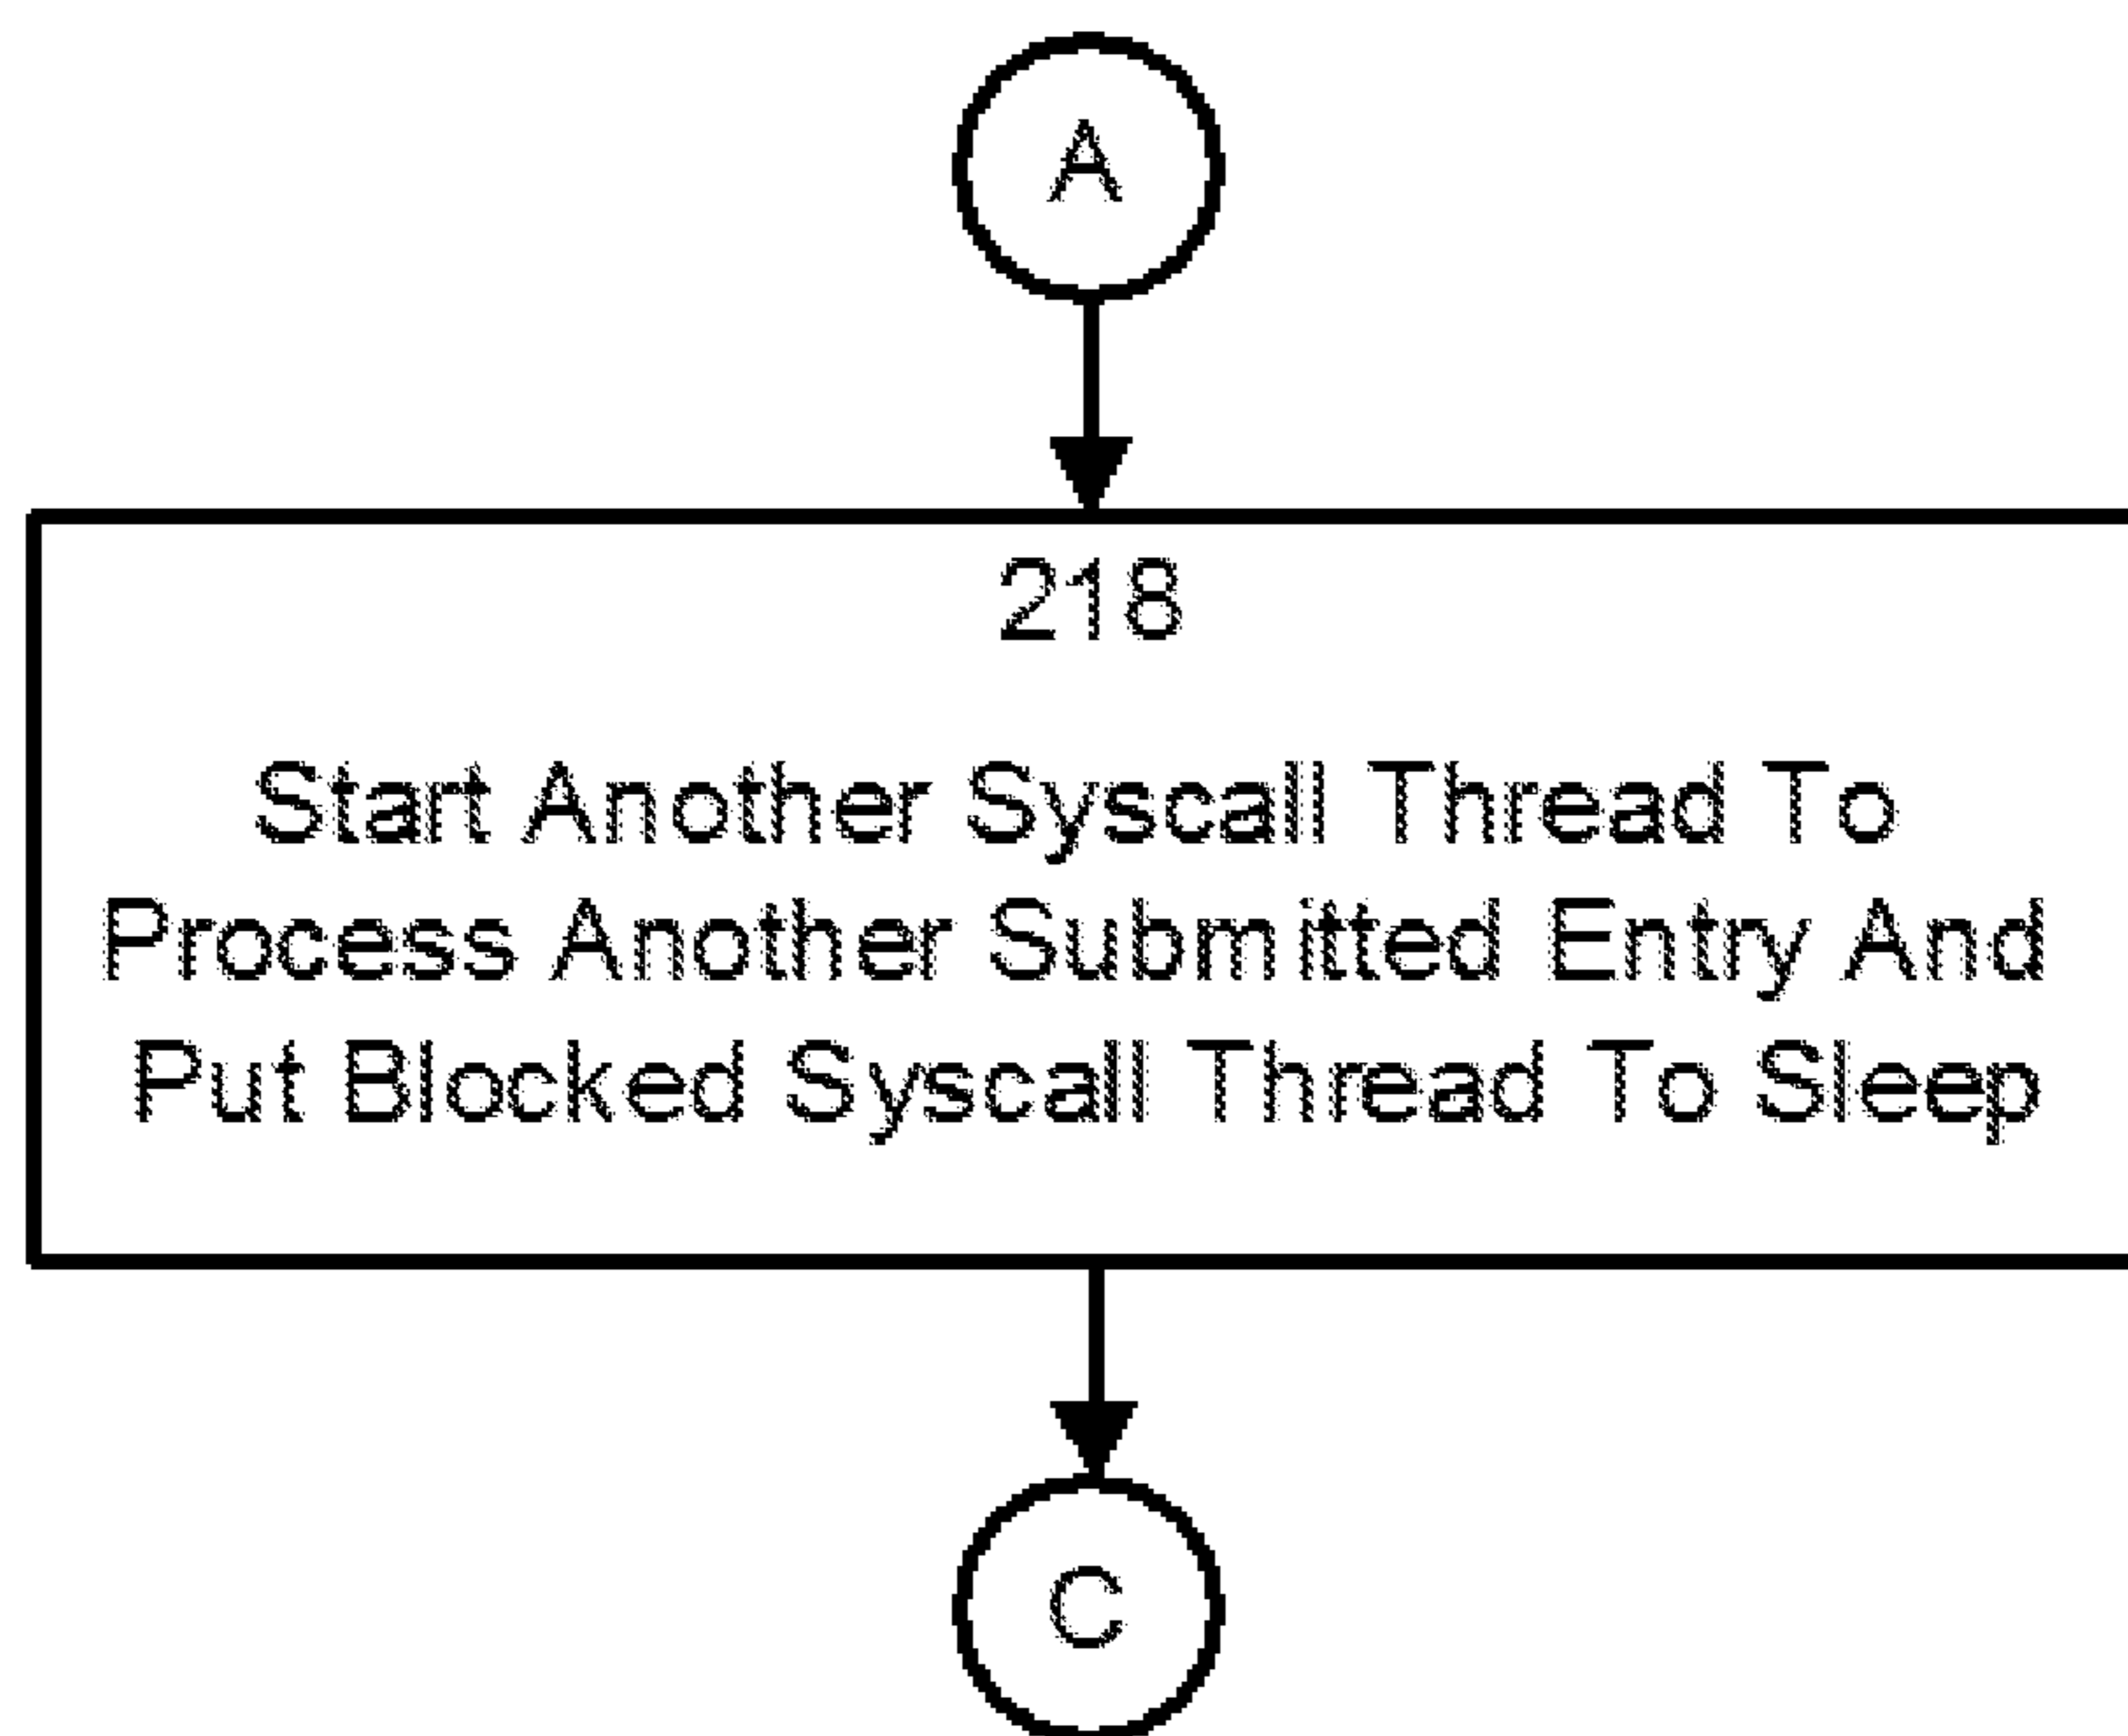 A
218
Start Another Syscall Thread To
Process Another Submitted Entry And
Put Blocked Syscall Thread To Sleep
C